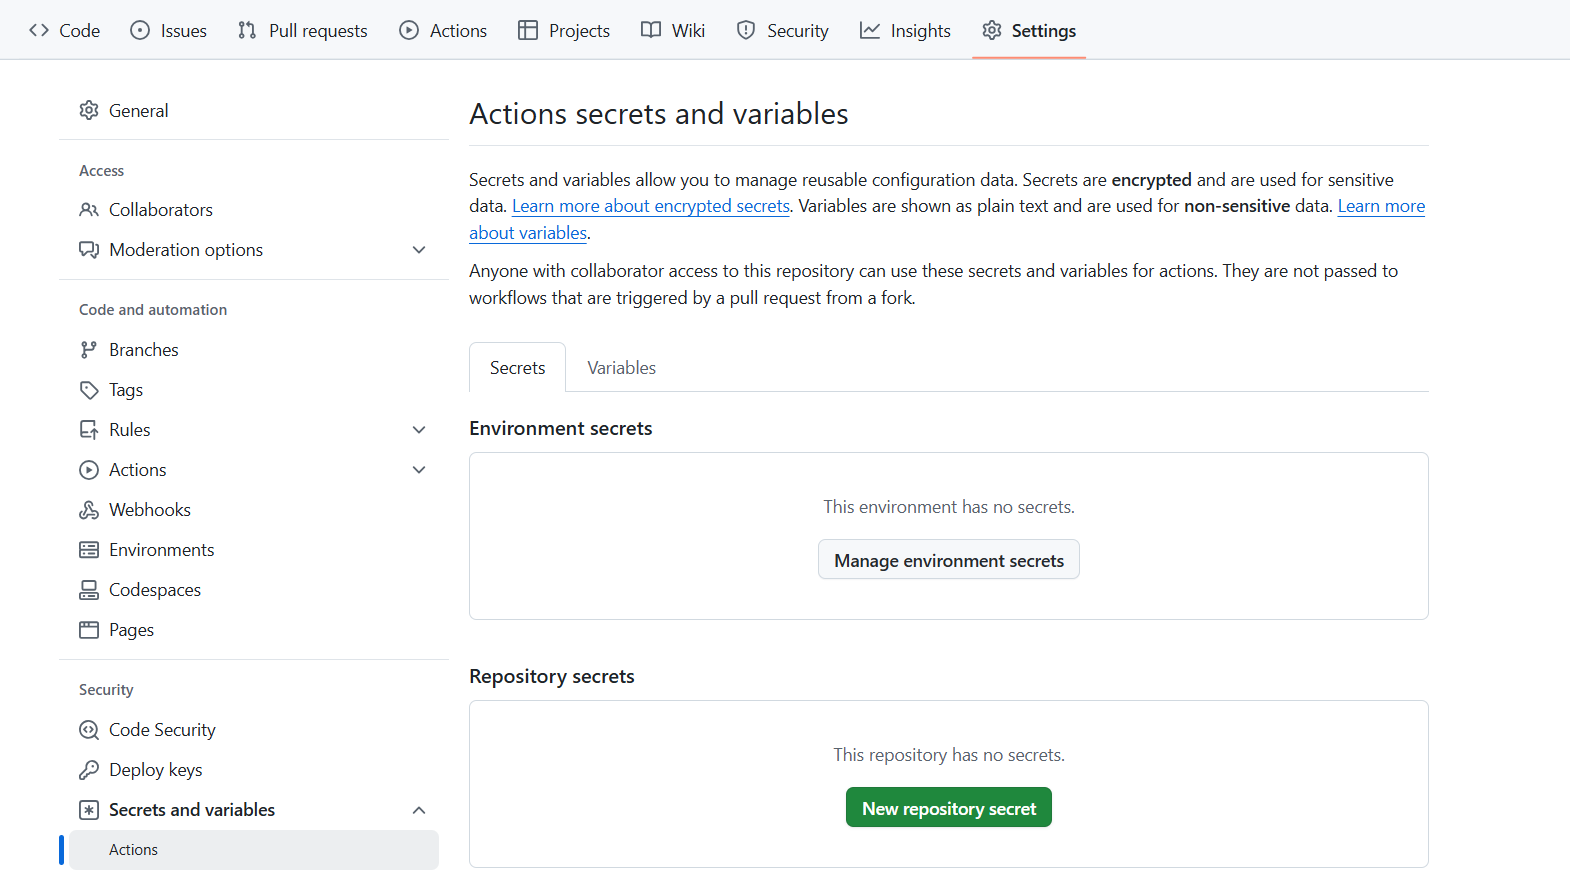 Code Issues Pull requests Actions Projects Wiki Security Insights Settings
General
Access
Collaborators
Moderation options
Code and automation
Branches
Tags
Rules
Actions
Webhooks
Environments
Codespaces
Pages
Security
Code Security
Deploy keys
Secrets and variables
Actions
Actions secrets and variables
Secrets and variables allow you to manage reusable configuration data. Secrets are encrypted and are used for sensitive
data. Learn more about encrypted secrets. Variables are shown as plain text and are used for non-sensitive data. Learn more
about variables.
Anyone with collaborator access to this repository can use these secrets and variables for actions. They are not passed to
workflows that are triggered by a pull request from a fork.
Secrets Variables
Environment secrets
This environment has no secrets.
Manage environment secrets
Repository secrets
This repository has no secrets.
New repository secret